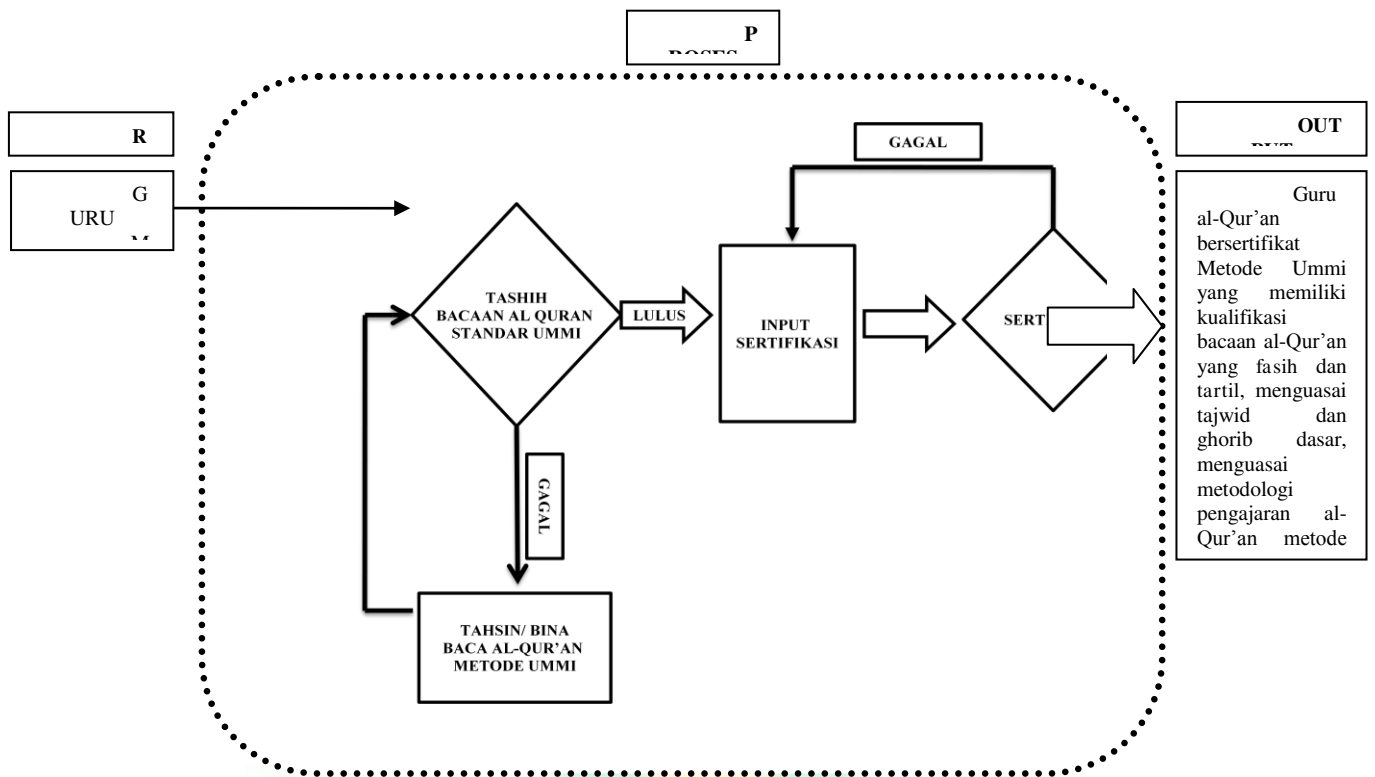 P
R
G
URU
OUT
GAGAL
TASHIH
BACAAN AL QURAN
STANDAR UMMI
LULUS
INPUT
SERTIFIKASI
SERT
GAGAL
TAHSIN/ BINA
BACA AL-QUR’AN
METODE UMMI
Guru
al-Qur’an
bersertifikat
Metode Ummi
yang memiliki
kualifikasi
bacaan al-Qur’an
yang fasih dan
tartil, menguasai
tajwid dan
ghorib dasar,
menguasai
metodologi
pengajaran al-
Qur’an metode